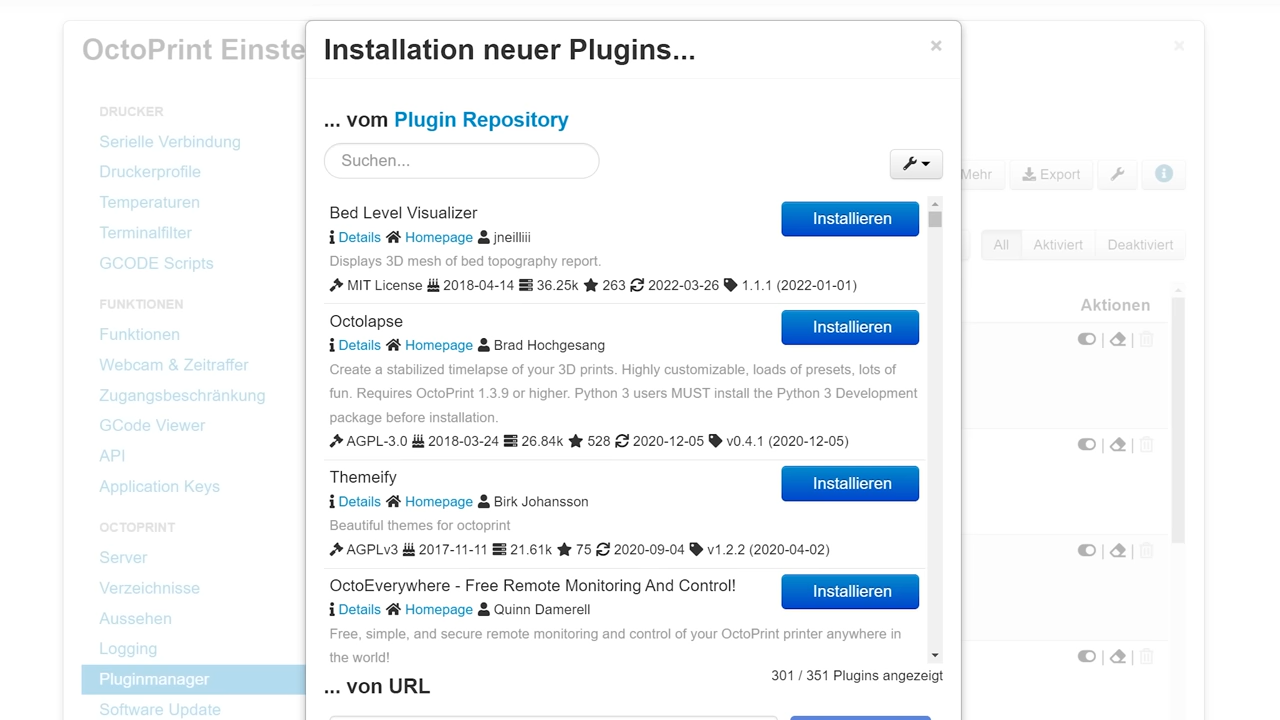 OctoPrint Einste
DRUCKER
Serielle Verbindung
Druckerprofile
Temperaturen
Terminalfilter
GCODE Scripts
FUNKTIONEN
Funktionen
Webcam & Zeitraffer
Zugangsbeschränkung
GCode Viewer
API
Application Keys
OCTOPRINT
Server
Verzeichnisse
Aussehen
Logging
Pluginmanager
Software Update
Installation neuer Plugins...
×
... vom Plugin Repository
Suchen...
Bed Level Visualizer
Installieren
Details Homepage jneilliii
Displays 3D mesh of bed topography report.
MIT License 2018-04-14 36.25k 263 2022-03-26 1.1.1 (2022-01-01)
Octolapse
Installieren
Details Homepage Brad Hochgesang
Create a stabilized timelapse of your 3D prints. Highly customizable, loads of presets, lots of
fun. Requires OctoPrint 1.3.9 or higher. Python 3 users MUST install the Python 3 Development
package before installation.
AGPL-3.0 2018-03-24 26.84k 528 2020-12-05 v0.4.1 (2020-12-05)
Themeify
Installieren
Details Homepage Birk Johansson
Beautiful themes for octoprint
AGPLv3 2017-11-11 21.61k 75 2020-09-04 v1.2.2 (2020-04-02)
OctoEverywhere - Free Remote Monitoring And Control!
Installieren
Details Homepage Quinn Damerell
Free, simple, and secure remote monitoring and control of your OctoPrint printer anywhere in
the world!
301 / 351 Plugins angezeigt
... von URL
×
Mehr Export
All Aktiviert Deaktiviert
Aktionen
| |
| |
| |
| |